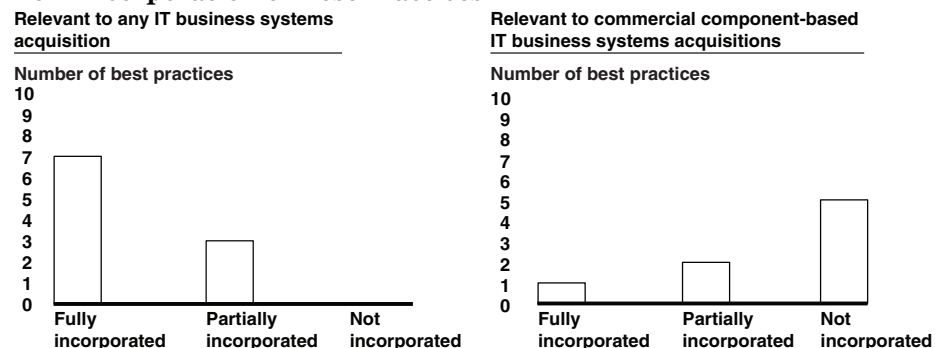 Relevant to any IT business systems
acquisition
Number of best practices
10
9
8
7
6
5
4
3
2
1
0
Fully
incorporated
Partially
incorporated
Not
incorporated
Relevant to commercial component-based
IT business systems acquisitions
Number of best practices
10
9
8
7
6
5
4
3
2
1
0
Fully
incorporated
Partially
incorporated
Not
incorporated